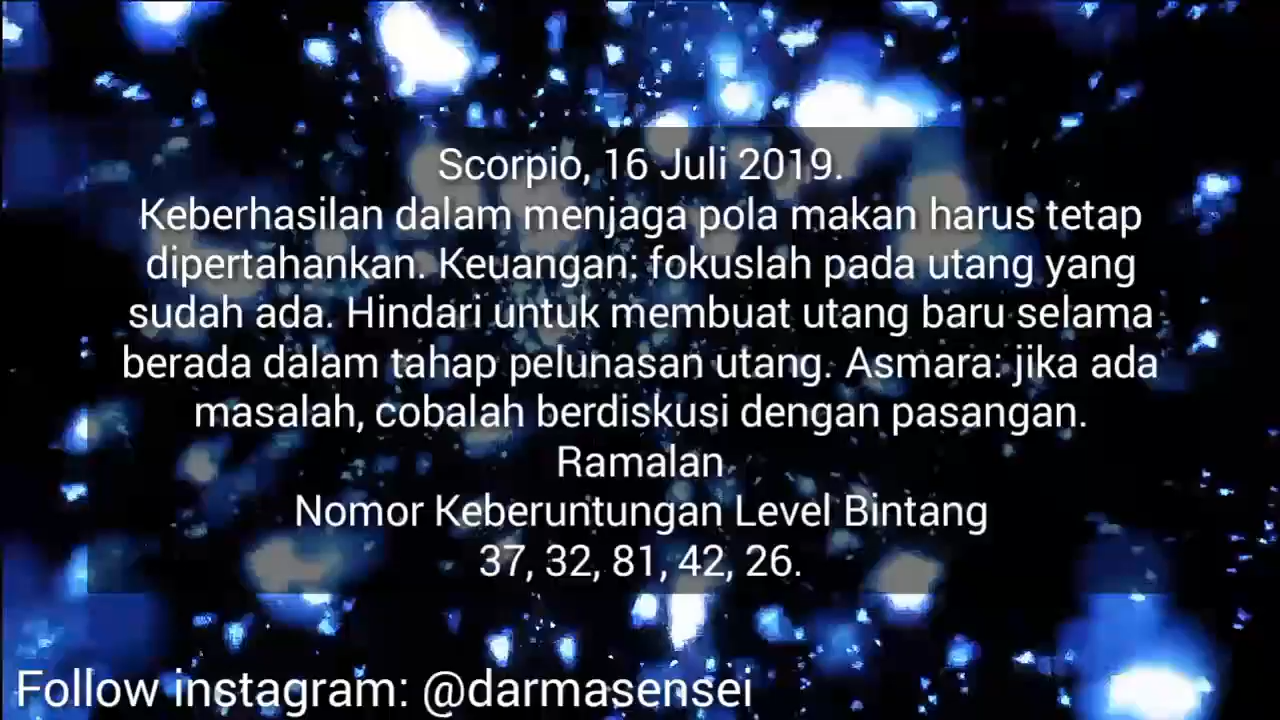 Scorpio, 16 Juli 2019.
Keberhasilan dalam menjaga pola makan harus tetap
dipertahankan. Keuangan: fokuslah pada utang yang
sudah ada. Hindari untuk membuat utang baru selama
berada dalam tahap pelunasan utang. Asmara: jika ada
masalah, cobalah berdiskusi dengan pasangan.
Ramalan
Nomor Keberuntungan Level Bintang
37, 32, 81, 42, 26.
Follow instagram: @darmasensei